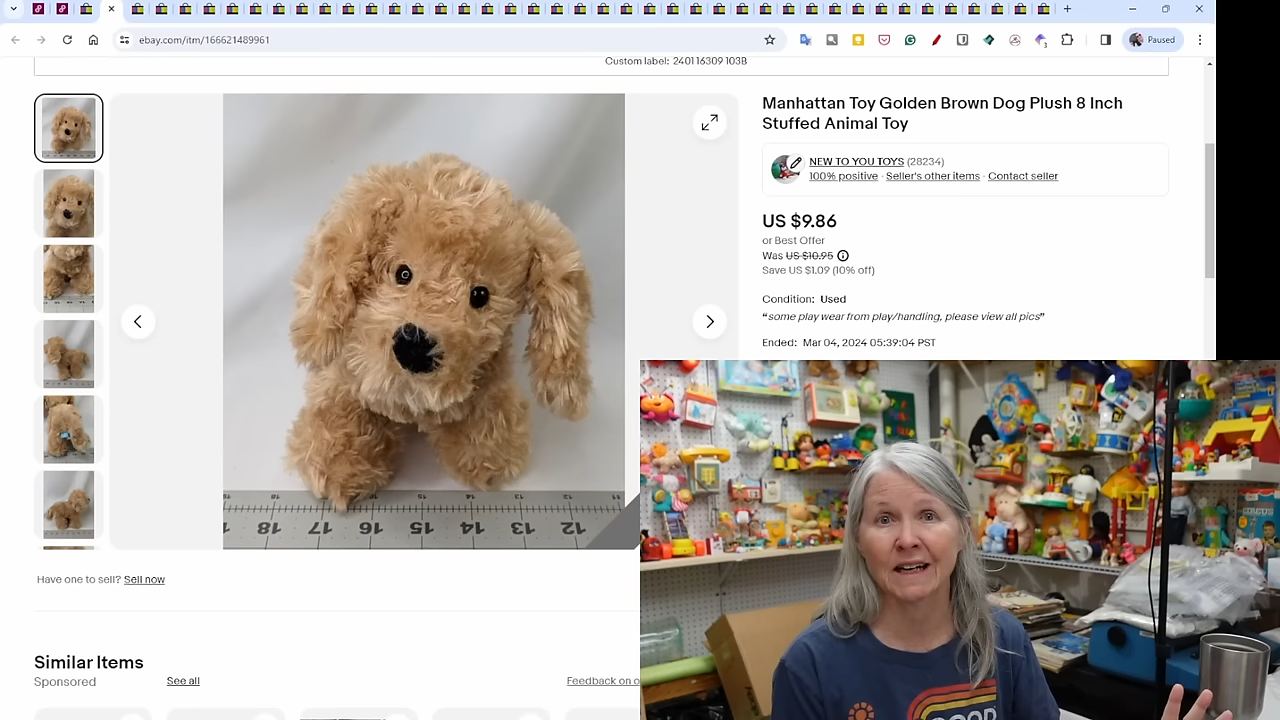 ebay.com/itm/166621489961
Paused
Custom label: 240116309 103B
Manhattan Toy Golden Brown Dog Plush 8 Inch
Stuffed Animal Toy
NEW TO YOU TOYS (28234)
100% positive · Seller's other items · Contact seller
US $9.86
or Best Offer
Was US $10.95
Save US $1.09 (10% off)
Condition: Used
“some play wear from play/handling, please view all pics”
Ended: Mar 04, 2024 05:39:04 PST
18 17 16 15 14 13 12
Have one to sell? Sell now
Similar Items
Sponsored
See all
Feedback on o
CIRCUS
GOOD